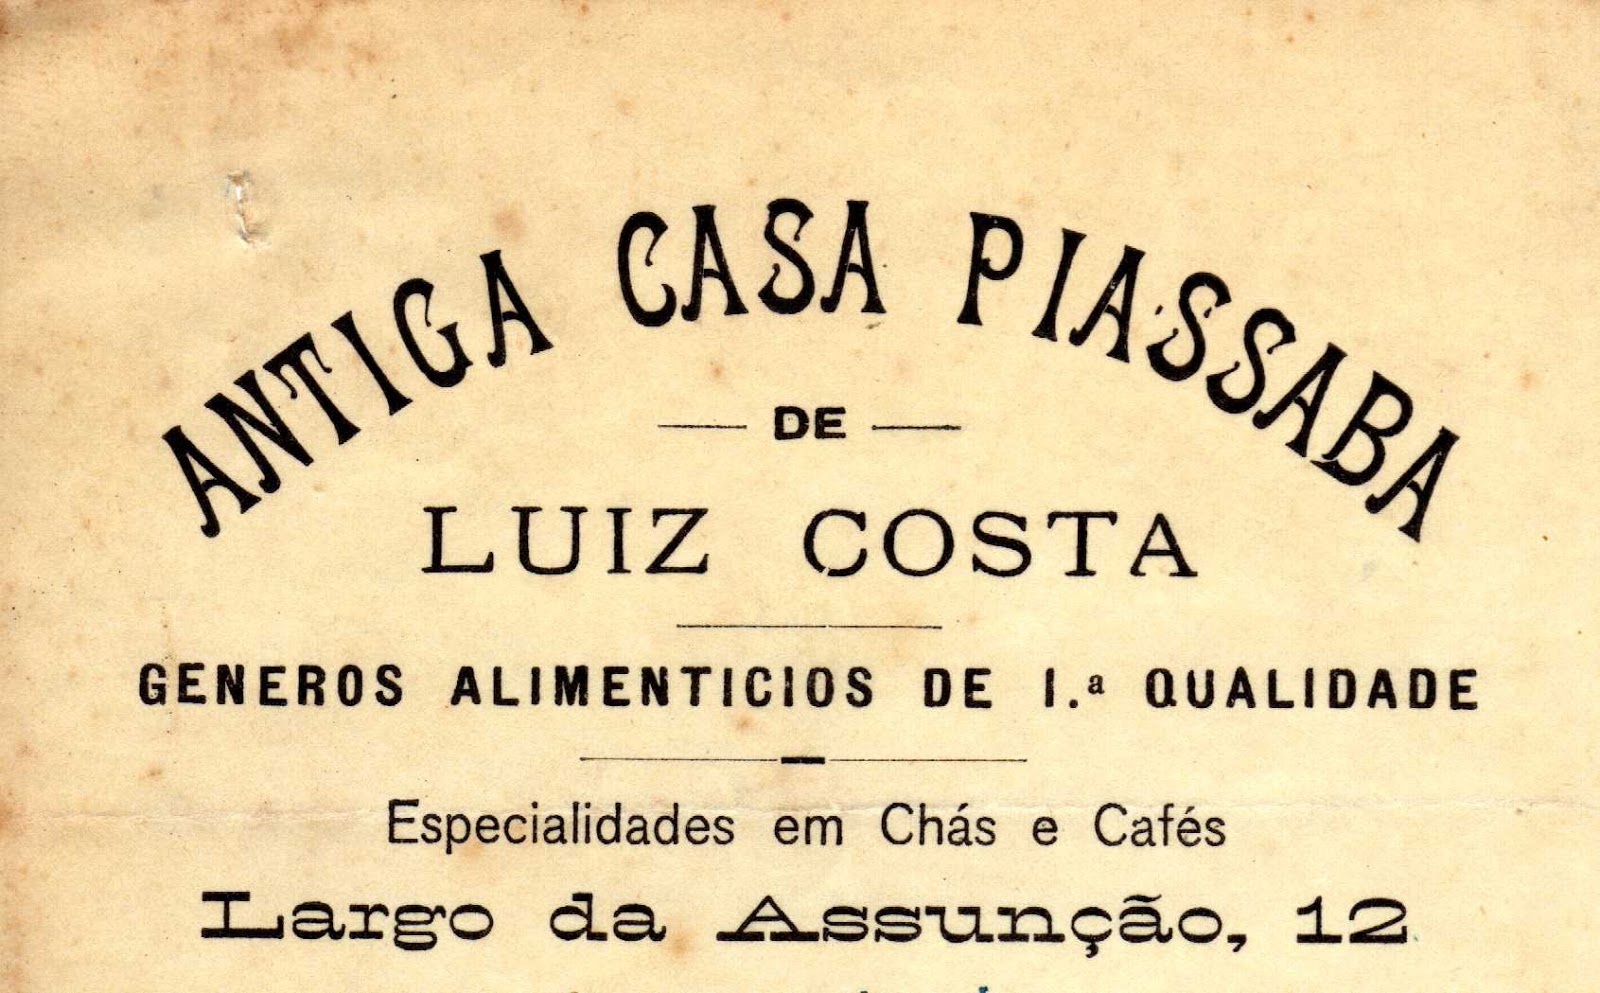 ANTIGA CASA PIASSABA
DE
LUIZ COSTA
GENEROS ALIMENTICIOS DE 1.ª QUALIDADE
Especialidades em Chás e Cafés
Largo da Assunção, 12